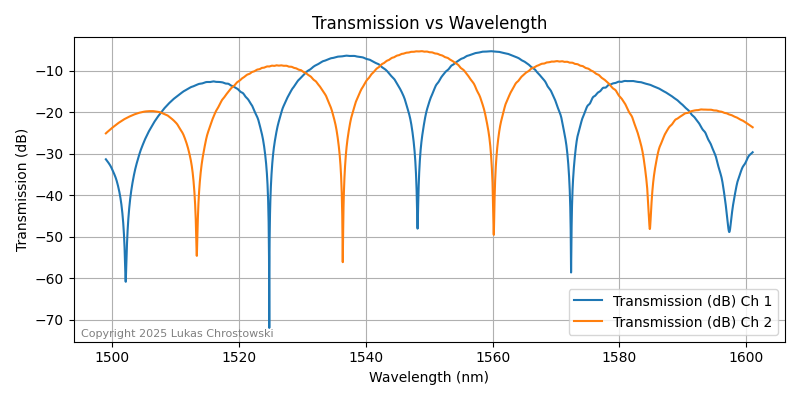 Transmission vs Wavelength
Transmission (dB)
−10
−20
−30
−40
−50
−60
−70
Transmission (dB) Ch 1
Transmission (dB) Ch 2
Copyright 2025 Lukas Chrostowski
1500 1520 1540 1560 1580 1600
Wavelength (nm)